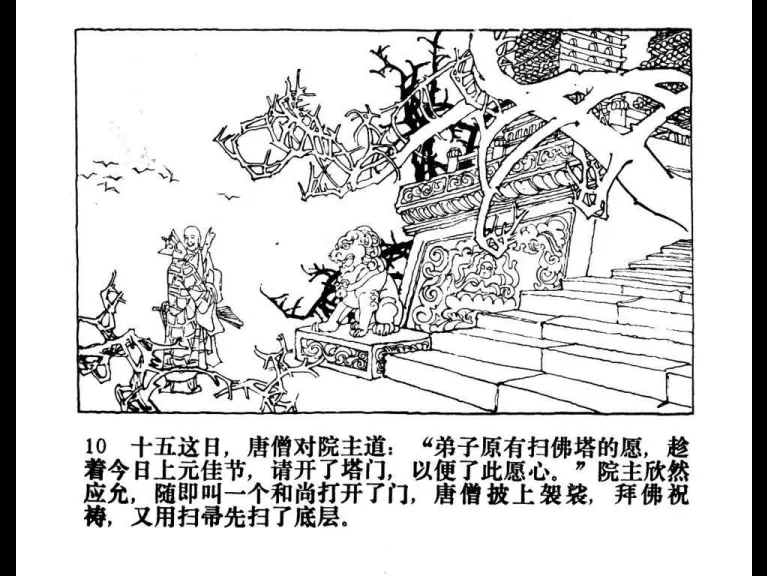 10 十五这日，唐僧对院主道：“弟子原有扫佛塔的愿，趁
着今日上元佳节，请开了塔门，以便了此愿心。”院主欣然
应允，随即叫一个和尚打开了门，唐僧披上袈裟，拜佛祝
祷，又用扫帚先扫了底层。